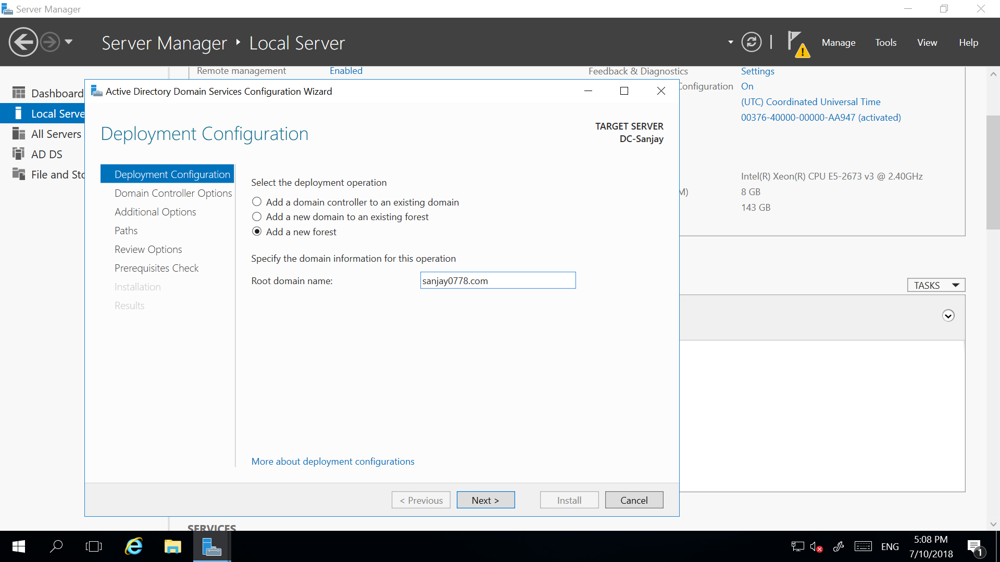 Server Manager
Server Manager ‣ Local Server
Manage Tools View Help
Remote management Enabled
Feedback & Diagnostics Settings
Configuration On
(UTC) Coordinated Universal Time
00376-40000-00000-AA947 (activated)
Intel(R) Xeon(R) CPU E5-2673 v3 @ 2.40GHz
M) 8 GB
143 GB
Dashboard
Local Serve
All Servers
AD DS
File and Sto
Active Directory Domain Services Configuration Wizard
Deployment Configuration
TARGET SERVER
DC-Sanjay
Deployment Configuration
Domain Controller Options
Additional Options
Paths
Review Options
Prerequisites Check
Installation
Results
Select the deployment operation
Add a domain controller to an existing domain
Add a new domain to an existing forest
Add a new forest
Specify the domain information for this operation
Root domain name: sanjay0778.com
More about deployment configurations
< Previous Next > Install Cancel
TASKS
SERVICES
ENG
5:08 PM
7/10/2018
1